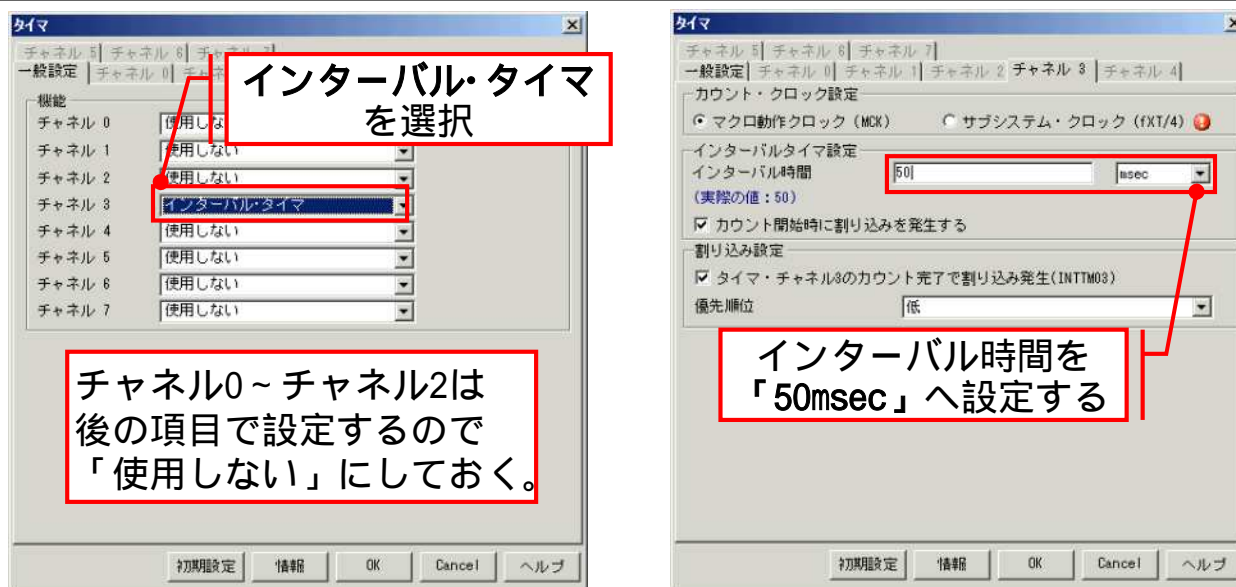 タイマ
チャネル 5 チャネル 6 チャネル 7
一般設定 チャネル 0
インターバル・タイマ
を選択
機能
チャネル 0 使用しな
チャネル 1 使用しない
チャネル 2 使用しない
チャネル 3 インターバル・タイマ
チャネル 4 使用しない
チャネル 5 使用しない
チャネル 6 使用しない
チャネル 7 使用しない
チャネル0~チャネル2は
後の項目で設定するので
「使用しない」にしておく。
初期設定 情報 OK Cancel ヘルプ
タイマ
チャネル 5 チャネル 6 チャネル 7
一般設定 チャネル 0 チャネル 1 チャネル 2 チャネル 3 チャネル 4
カウント・クロック設定
マクロ動作クロック (MCK) サブシステム・クロック (fXT/4)
インターバルタイマ設定
インターバル時間 50 msec
(実際の値:50)
カウント開始時に割り込みを発生する
割り込み設定
タイマ・チャネル3のカウント完了で割り込み発生(INTTM03)
優先順位 低
インターバル時間を
「50msec」へ設定する
初期設定 情報 OK Cancel ヘルプ